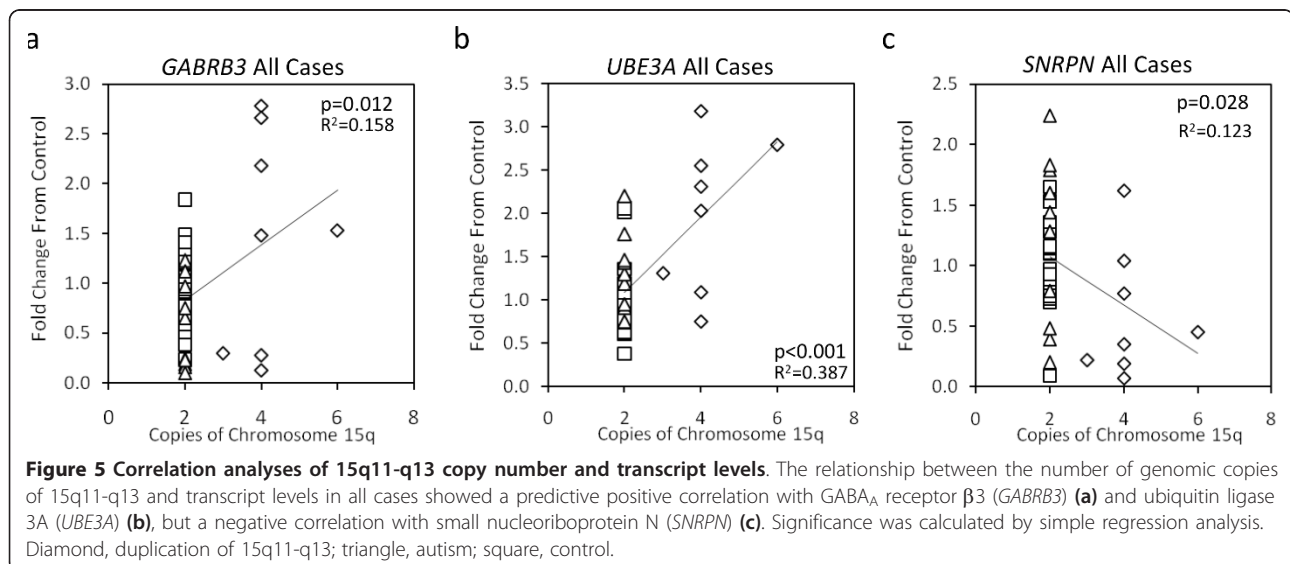 a
GABRB3 All Cases
p=0.012
R²=0.158
Fold Change From Control
3.0
2.5
2.0
1.5
1.0
0.5
0.0
0 2 4 6 8
Copies of Chromosome 15q
b
UBE3A All Cases
p<0.001
R²=0.387
Fold Change From Control
3.5
3.0
2.5
2.0
1.5
1.0
0.5
0.0
0 2 4 6 8
Copies of Chromosome 15q
c
SNRPN All Cases
p=0.028
R²=0.123
Fold Change From Control
2.5
2.0
1.5
1.0
0.5
0.0
0 2 4 6 8
Copies of Chromosome 15q
Figure 5 Correlation analyses of 15q11-q13 copy number and transcript levels. The relationship between the number of genomic copies
of 15q11-q13 and transcript levels in all cases showed a predictive positive correlation with GABAA receptor β3 (GABRB3) (a) and ubiquitin ligase
3A (UBE3A) (b), but a negative correlation with small nucleoriboprotein N (SNRPN) (c). Significance was calculated by simple regression analysis.
Diamond, duplication of 15q11-q13; triangle, autism; square, control.